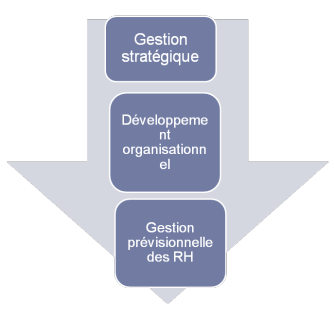 Gestion
stratégique
Développeme
nt
organisationn
el
Gestion
prévisionnelle
des RH